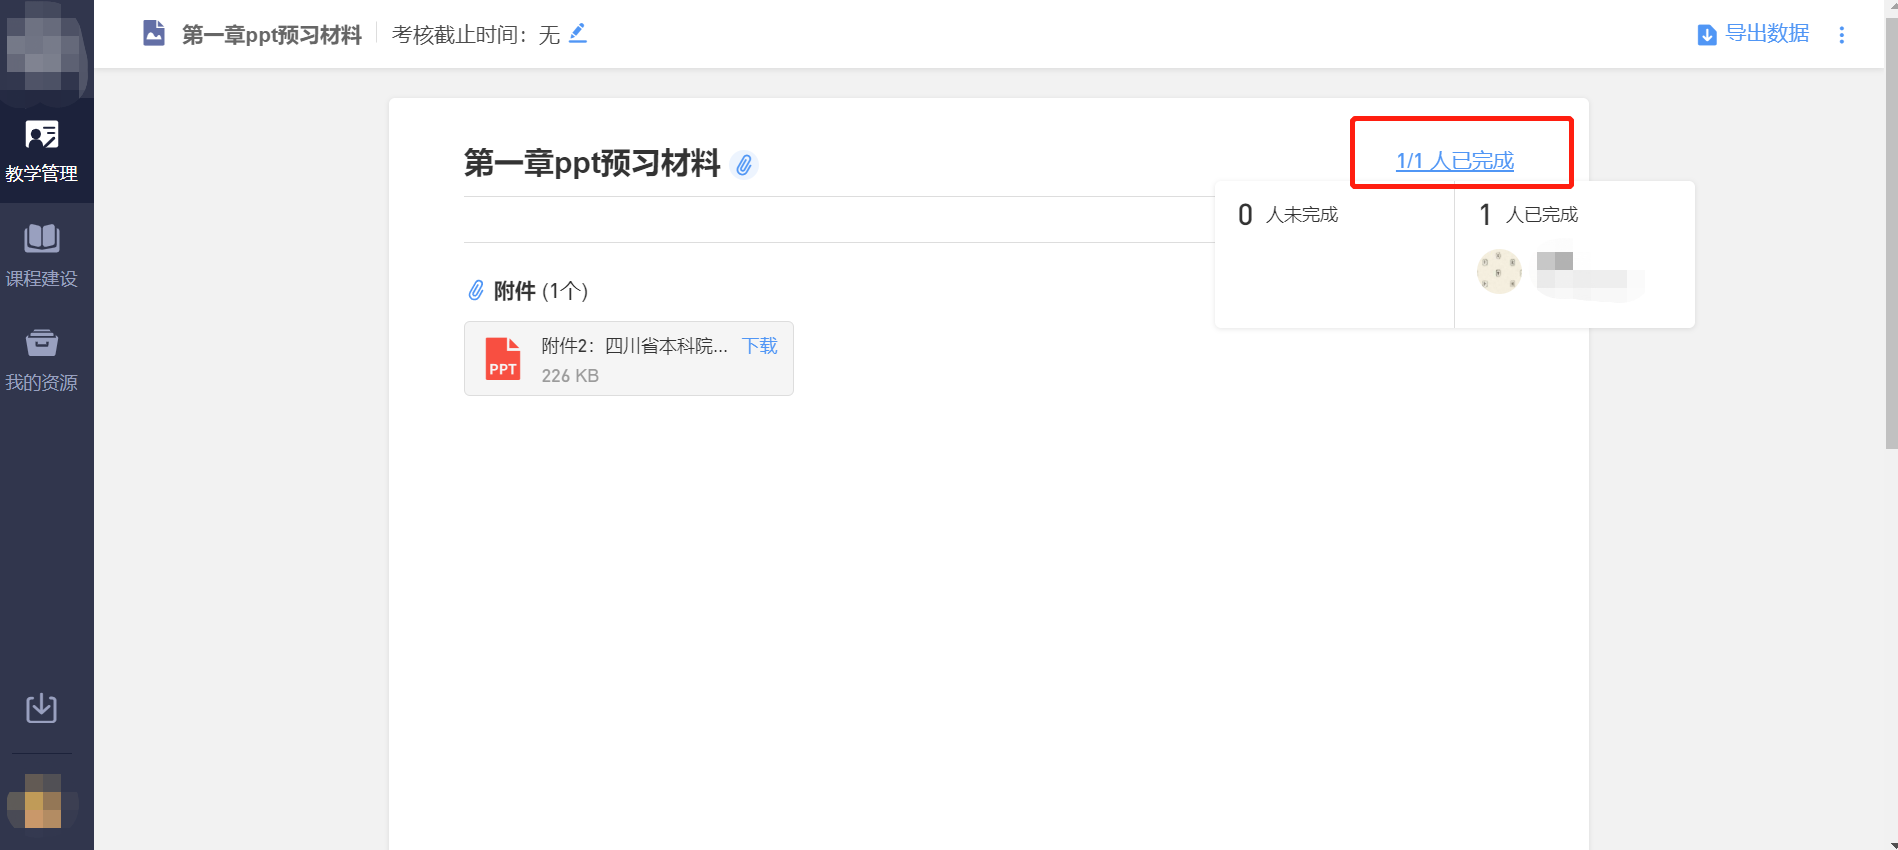 第一章ppt预习材料
考核截止时间：无
导出数据
教学管理
课程建设
我的资源
第一章ppt预习材料
1/1 人已完成
0 人未完成
1 人已完成
附件 (1个)
PPT
附件2：四川省本科院...
下载
226 KB